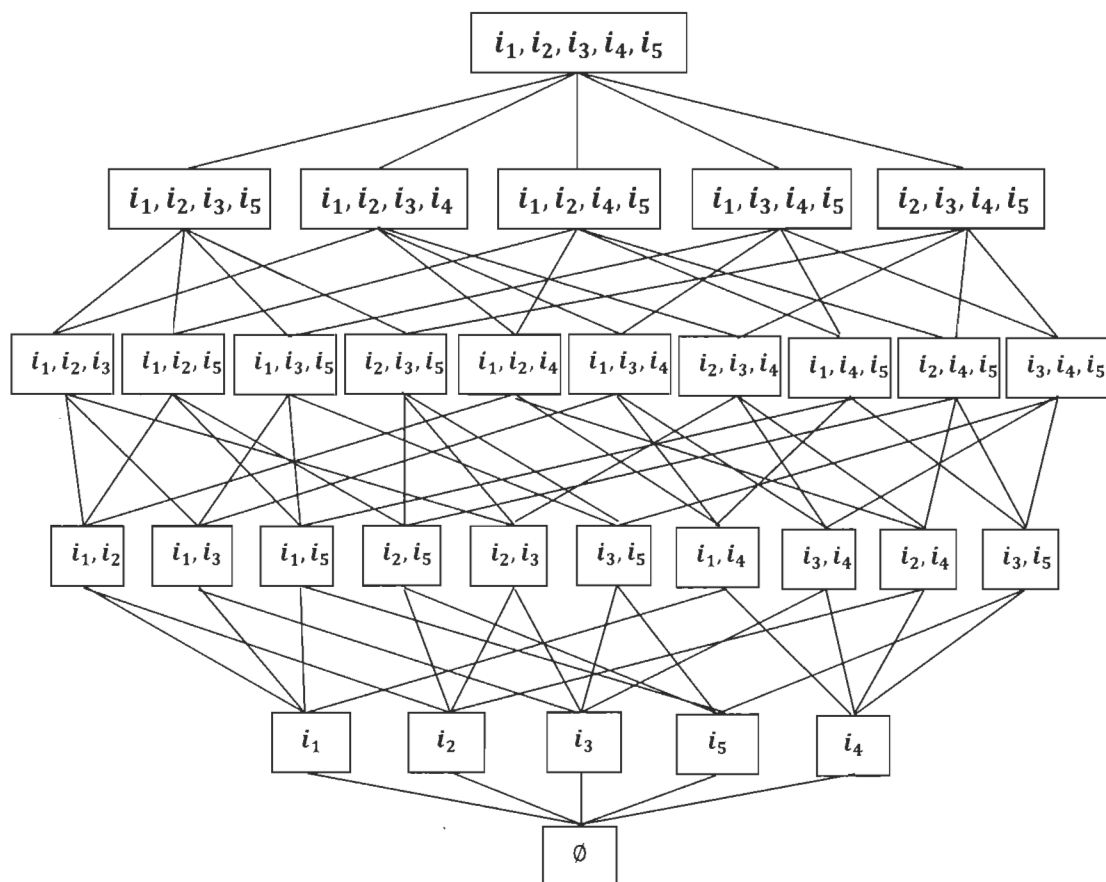 i₁, i₂, i₃, i₄, i₅
i₁, i₂, i₃, i₅ i₁, i₂, i₃, i₄ i₁, i₂, i₄, i₅ i₁, i₃, i₄, i₅ i₂, i₃, i₄, i₅
i₁, i₂, i₃ i₁, i₂, i₅ i₁, i₃, i₅ i₂, i₃, i₅ i₁, i₂, i₄ i₁, i₃, i₄ i₂, i₃, i₄ i₁, i₄, i₅ i₂, i₄, i₅ i₃, i₄, i₅
i₁, i₂ i₁, i₃ i₁, i₅ i₂, i₅ i₂, i₃ i₃, i₅ i₁, i₄ i₃, i₄ i₂, i₄ i₃, i₅
i₁ i₂ i₃ i₅ i₄
∅